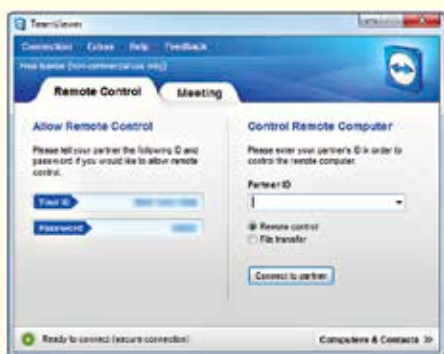 TeamViewer
Connection Extras Help Feedback
Free license (non-commercial use only)
Remote Control Meeting
Allow Remote Control
Please tell your partner the following ID and
password if you would like to allow remote
control.
Your ID
Password
Control Remote Computer
Please enter your partner's ID in order to
control the remote computer.
Partner ID
Remote control
File transfer
Connect to partner
Ready to connect (secure connection)
Computers & Contacts